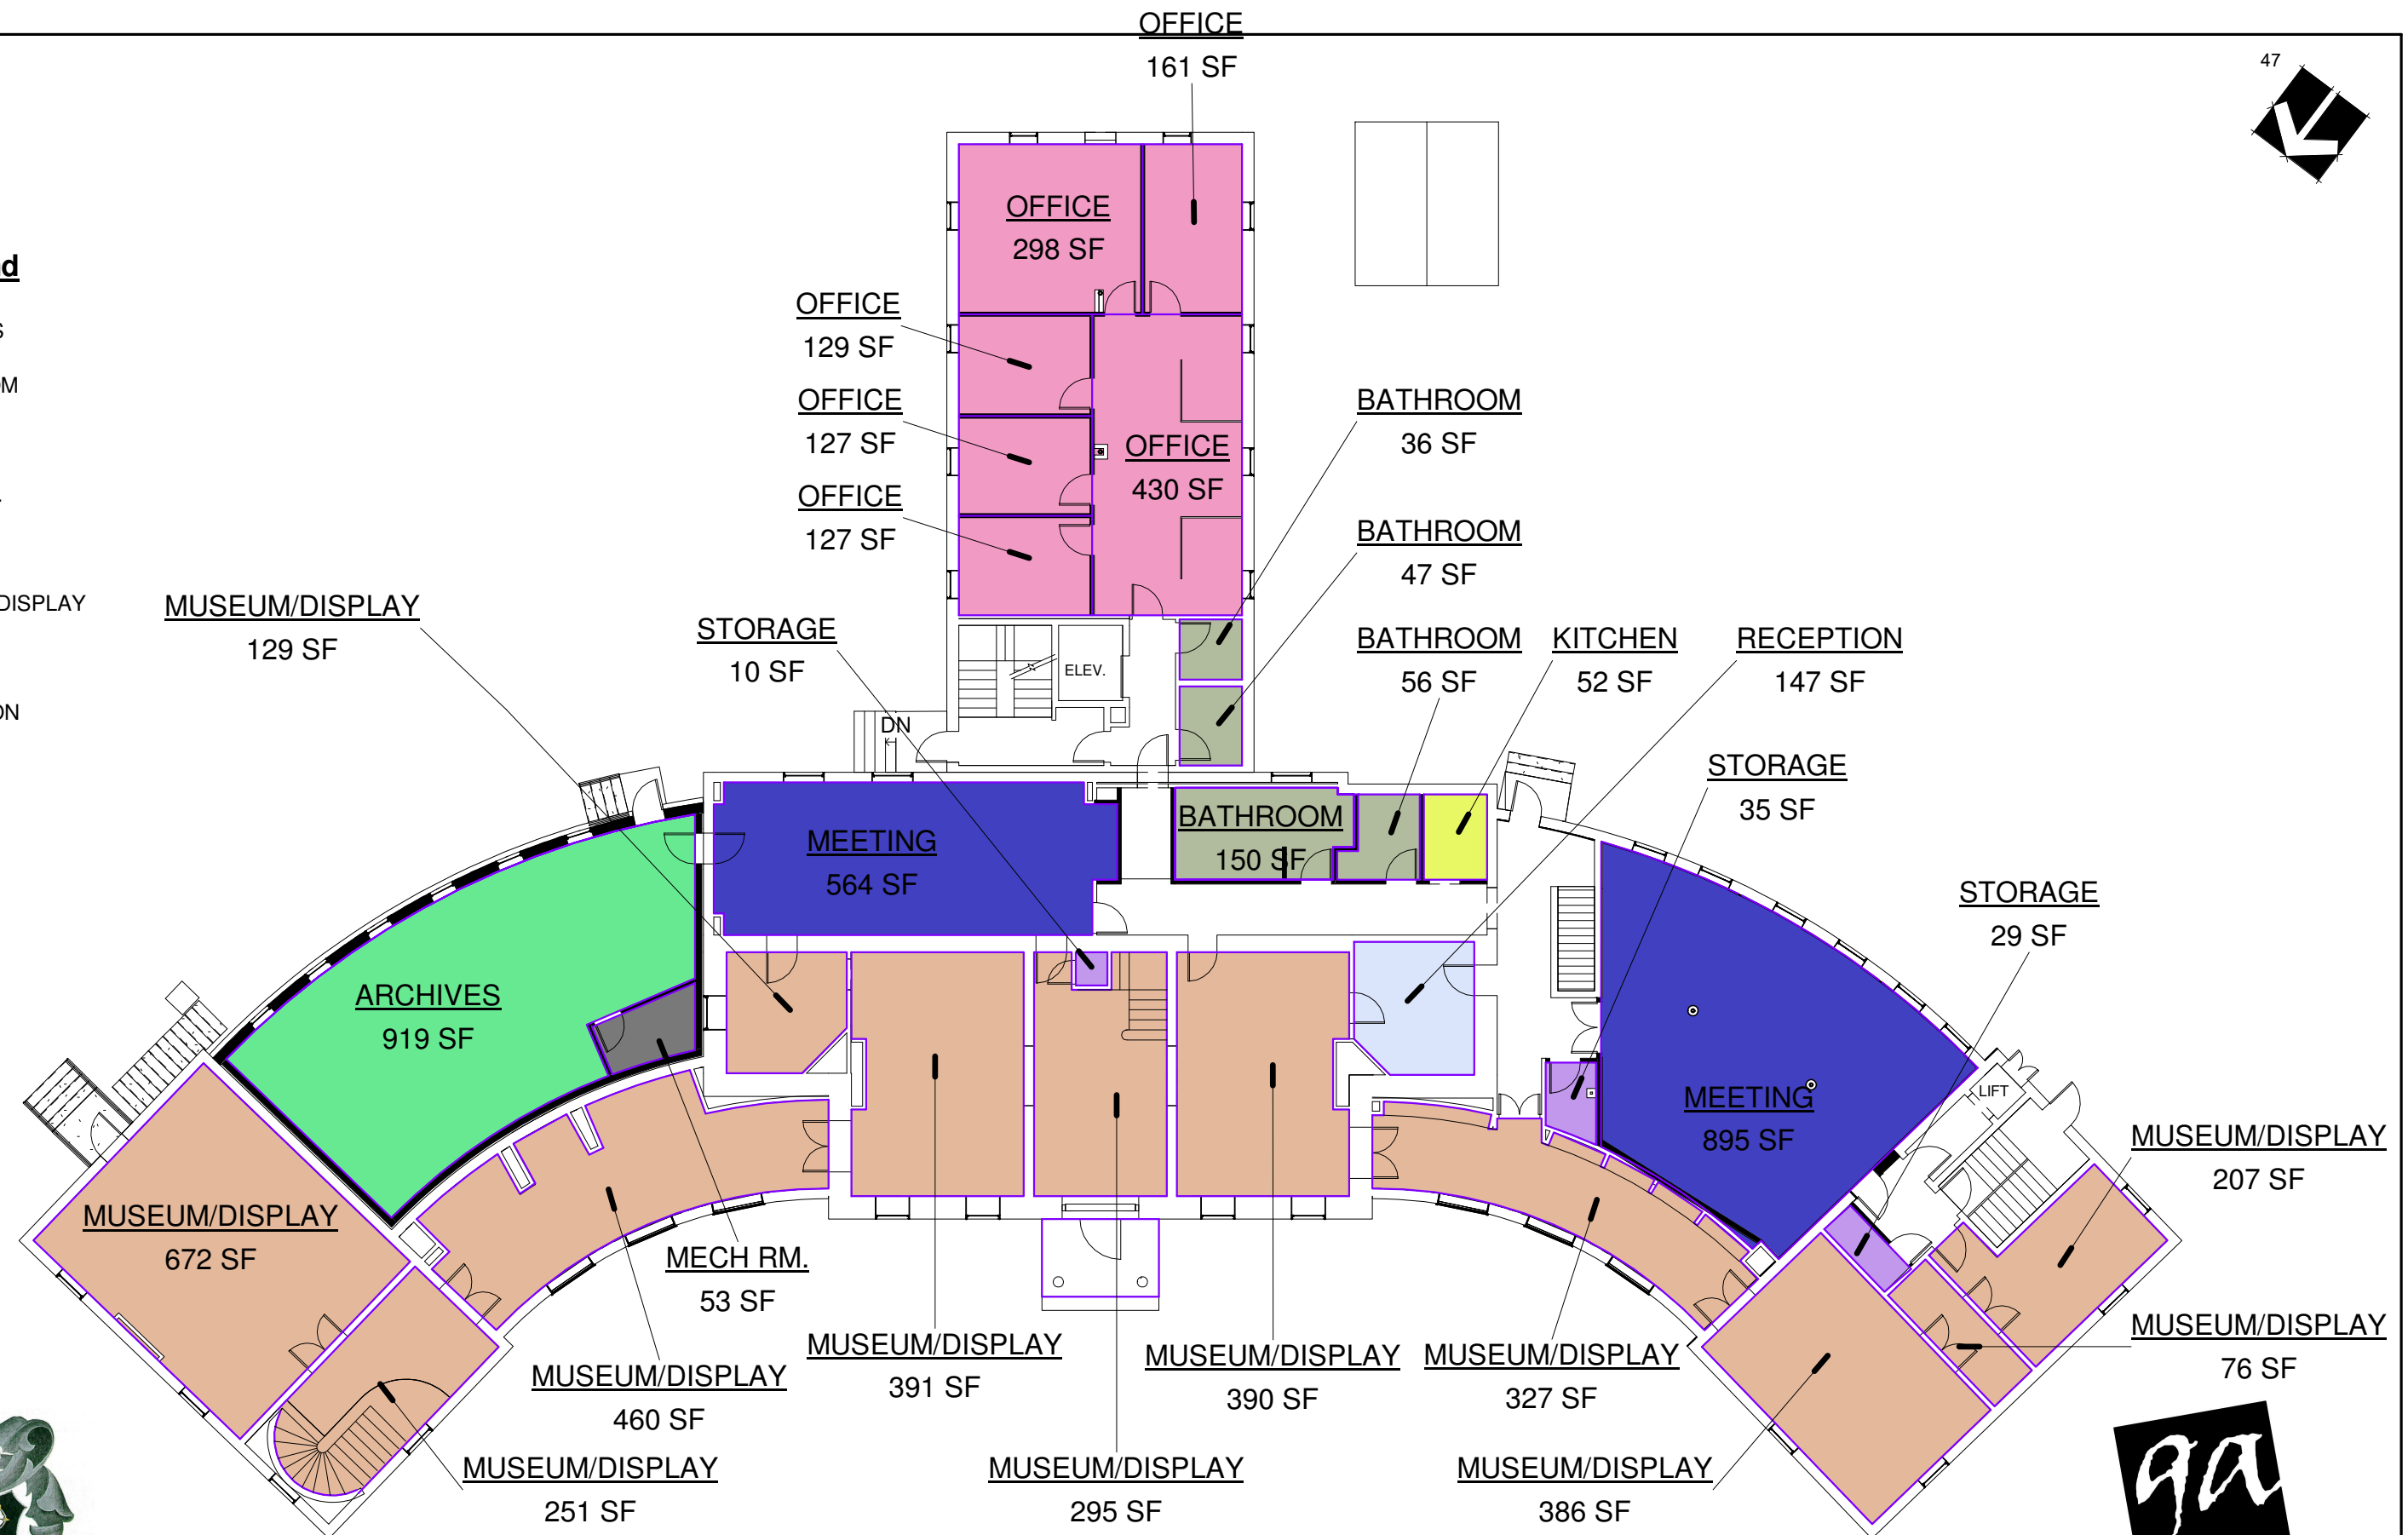 OFFICE
161 SF
47
d
OFFICE
298 SF
S
OFFICE
129 SF
OM
OFFICE
127 SF
BATHROOM
36 SF
OFFICE
430 SF
OFFICE
127 SF
BATHROOM
47 SF
DISPLAY
MUSEUM/DISPLAY
129 SF
STORAGE
10 SF
ELEV.
BATHROOM
56 SF
KITCHEN
52 SF
RECEPTION
147 SF
ON
DN
STORAGE
35 SF
MEETING
564 SF
BATHROOM
150 SF
STORAGE
29 SF
ARCHIVES
919 SF
MEETING
895 SF
LIFT
MUSEUM/DISPLAY
207 SF
MUSEUM/DISPLAY
672 SF
MECH RM.
53 SF
MUSEUM/DISPLAY
460 SF
MUSEUM/DISPLAY
391 SF
MUSEUM/DISPLAY
390 SF
MUSEUM/DISPLAY
327 SF
MUSEUM/DISPLAY
76 SF
MUSEUM/DISPLAY
251 SF
MUSEUM/DISPLAY
295 SF
MUSEUM/DISPLAY
386 SF
ga